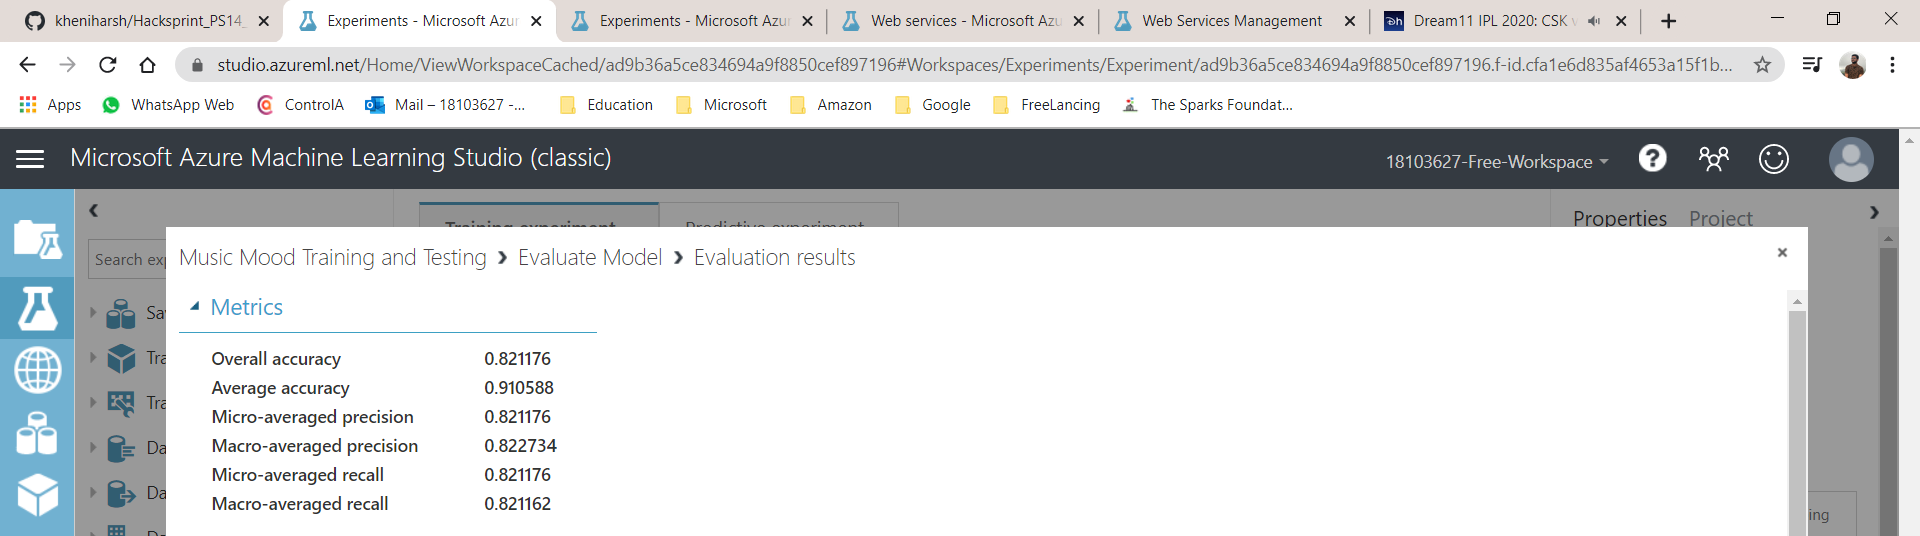 kheniharsh/Hacksprint_PS14_ Experiments - Microsoft Azur Experiments - Microsoft Azur Web services - Microsoft Azu Web Services Management Dream11 IPL 2020: CSK v
studio.azureml.net/Home/ViewWorkspaceCached/ad9b36a5ce834694a9f8850cef897196#Workspaces/Experiments/Experiment/ad9b36a5ce834694a9f8850cef897196.f-id.cfa1e6d835af4653a15f1b...
Apps WhatsApp Web ControlA Mail – 18103627 -... Education Microsoft Amazon Google FreeLancing The Sparks Foundat...
Microsoft Azure Machine Learning Studio (classic) 18103627-Free-Workspace
Training experiment Predictive experiment Properties Project
Search exp
Music Mood Training and Testing > Evaluate Model > Evaluation results
Metrics
Sa
Overall accuracy 0.821176
Tra
Average accuracy 0.910588
Tra
Micro-averaged precision 0.821176
Da
Macro-averaged precision 0.822734
Micro-averaged recall 0.821176
Da
Macro-averaged recall 0.821162
ing